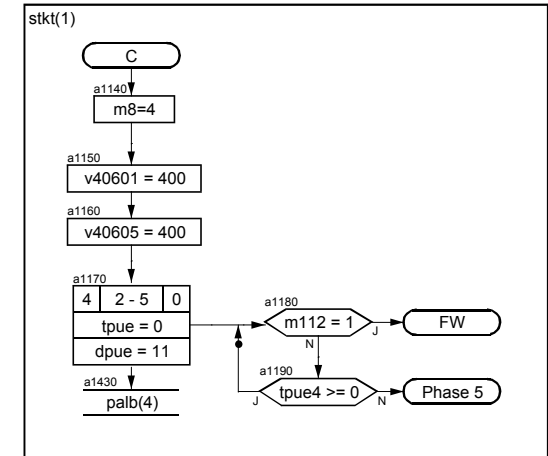 stkt(1)
C
a1140
m8=4
a1150
v40601 = 400
a1160
v40605 = 400
a1170
4 2 - 5 0
tpue = 0
dpue = 11
a1430
palb(4)
a1180
m112 = 1
J
FW
N
a1190
tpue4 >= 0
J
N
Phase 5